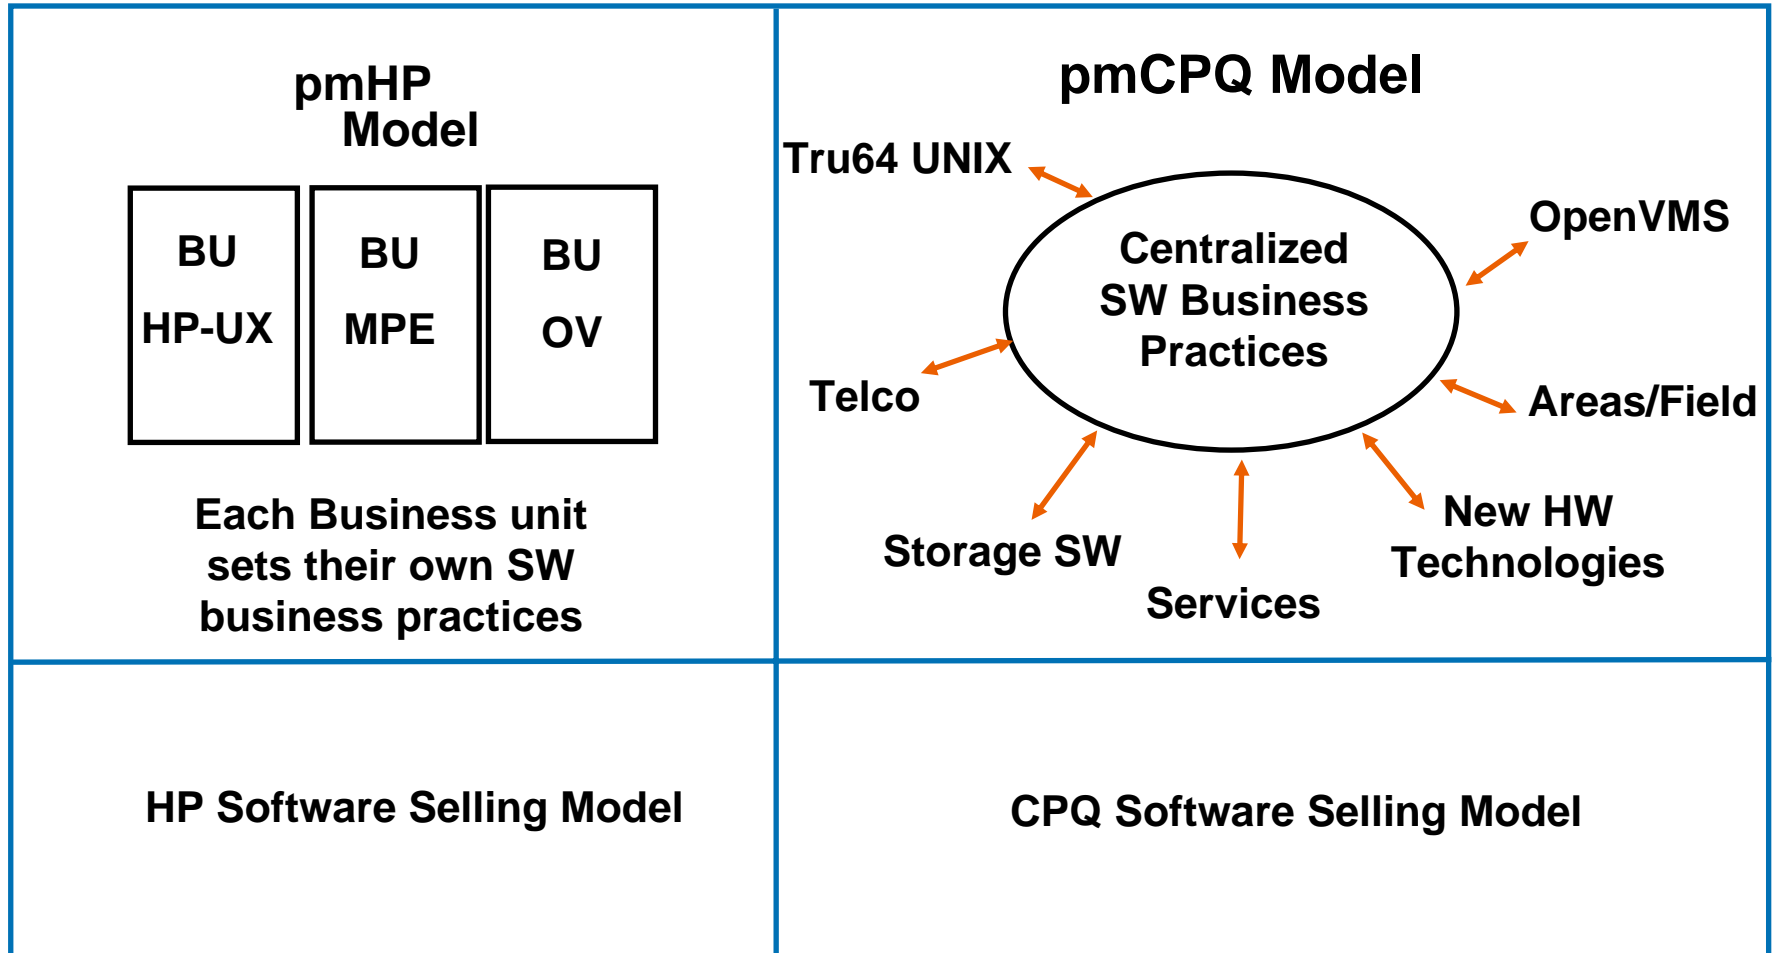 pmHP
Model
BU
HP-UX
BU
MPE
BU
OV
Each Business unit
sets their own SW
business practices
pmCPQ Model
Tru64 UNIX
OpenVMS
Centralized
SW Business
Practices
Telco
Areas/Field
Storage SW
Services
New HW
Technologies
HP Software Selling Model
CPQ Software Selling Model